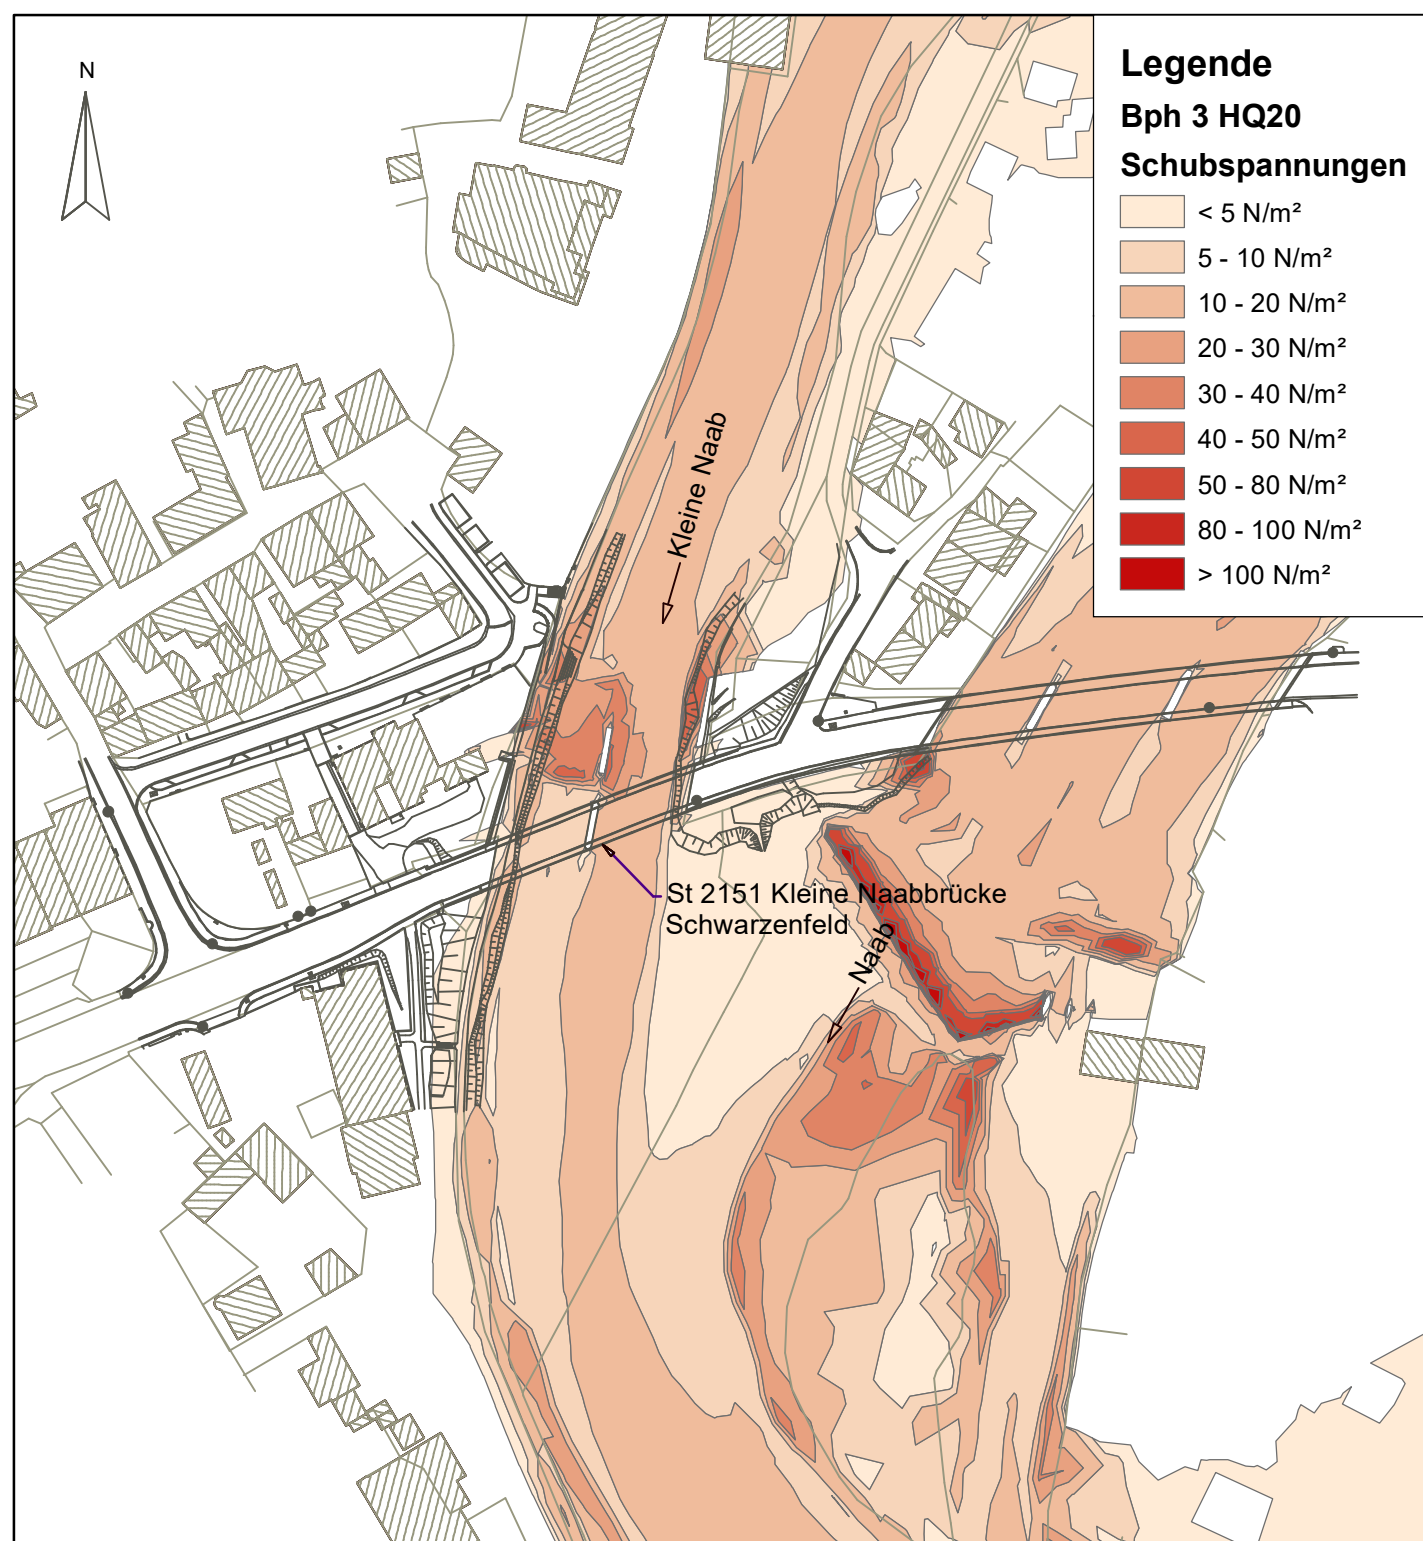 N
Legende
Bph 3 HQ20
Schubspannungen
< 5 N/m²
5 - 10 N/m²
10 - 20 N/m²
20 - 30 N/m²
30 - 40 N/m²
40 - 50 N/m²
50 - 80 N/m²
80 - 100 N/m²
> 100 N/m²
Kleine Naab
St 2151 Kleine Naabbrücke
Schwarzenfeld
Naab